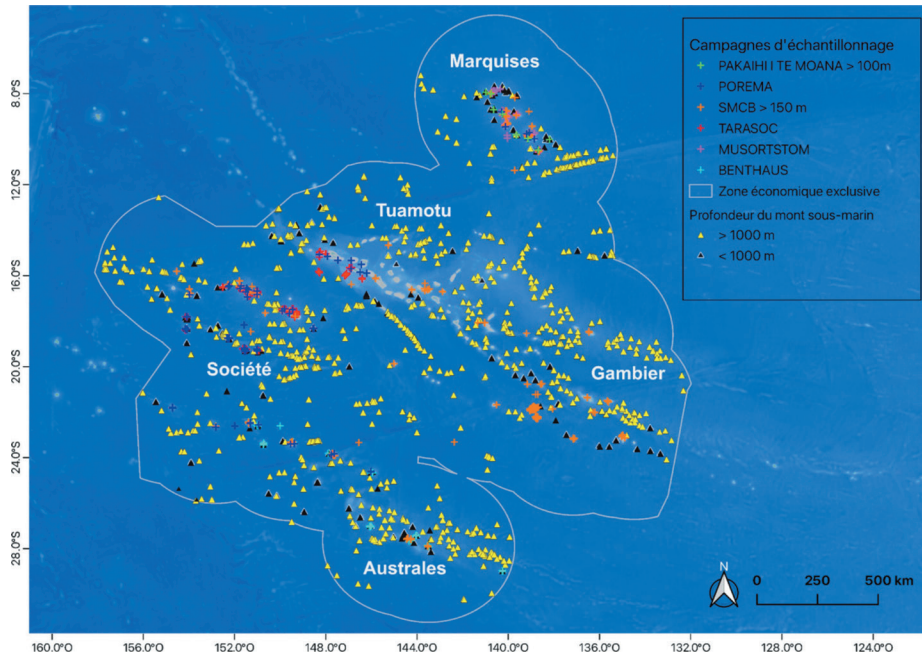 Campagnes d'échantillonnage
PAKAIHI I TE MOANA > 100m
POREMA
SMCB > 150 m
TARASOC
MUSORTSTOM
BENTHAUS
Zone économique exclusive
Profondeur du mont sous-marin
> 1000 m
< 1000 m
Marquises
Tuamotu
Société
Gambier
Australes
8.0°S
12.0°S
16.0°S
20.0°S
24.0°S
28.0°S
N
0 250 500 km
160.0°O 156.0°O 152.0°O 148.0°O 144.0°O 140.0°O 136.0°O 132.0°O 128.0°O 124.0°O